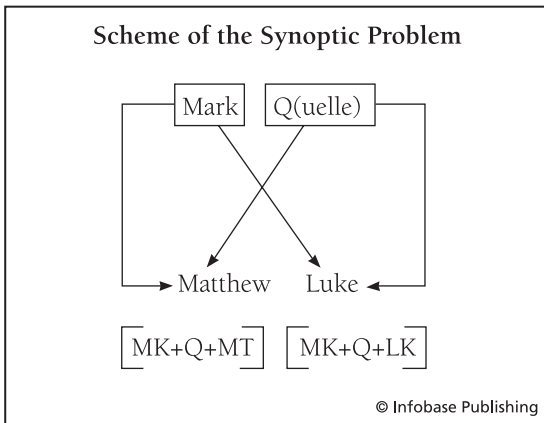 Scheme of the Synoptic Problem
Mark Q(uelle)
Matthew Luke
[MK+Q+MT] [MK+Q+LK]
© Infobase Publishing